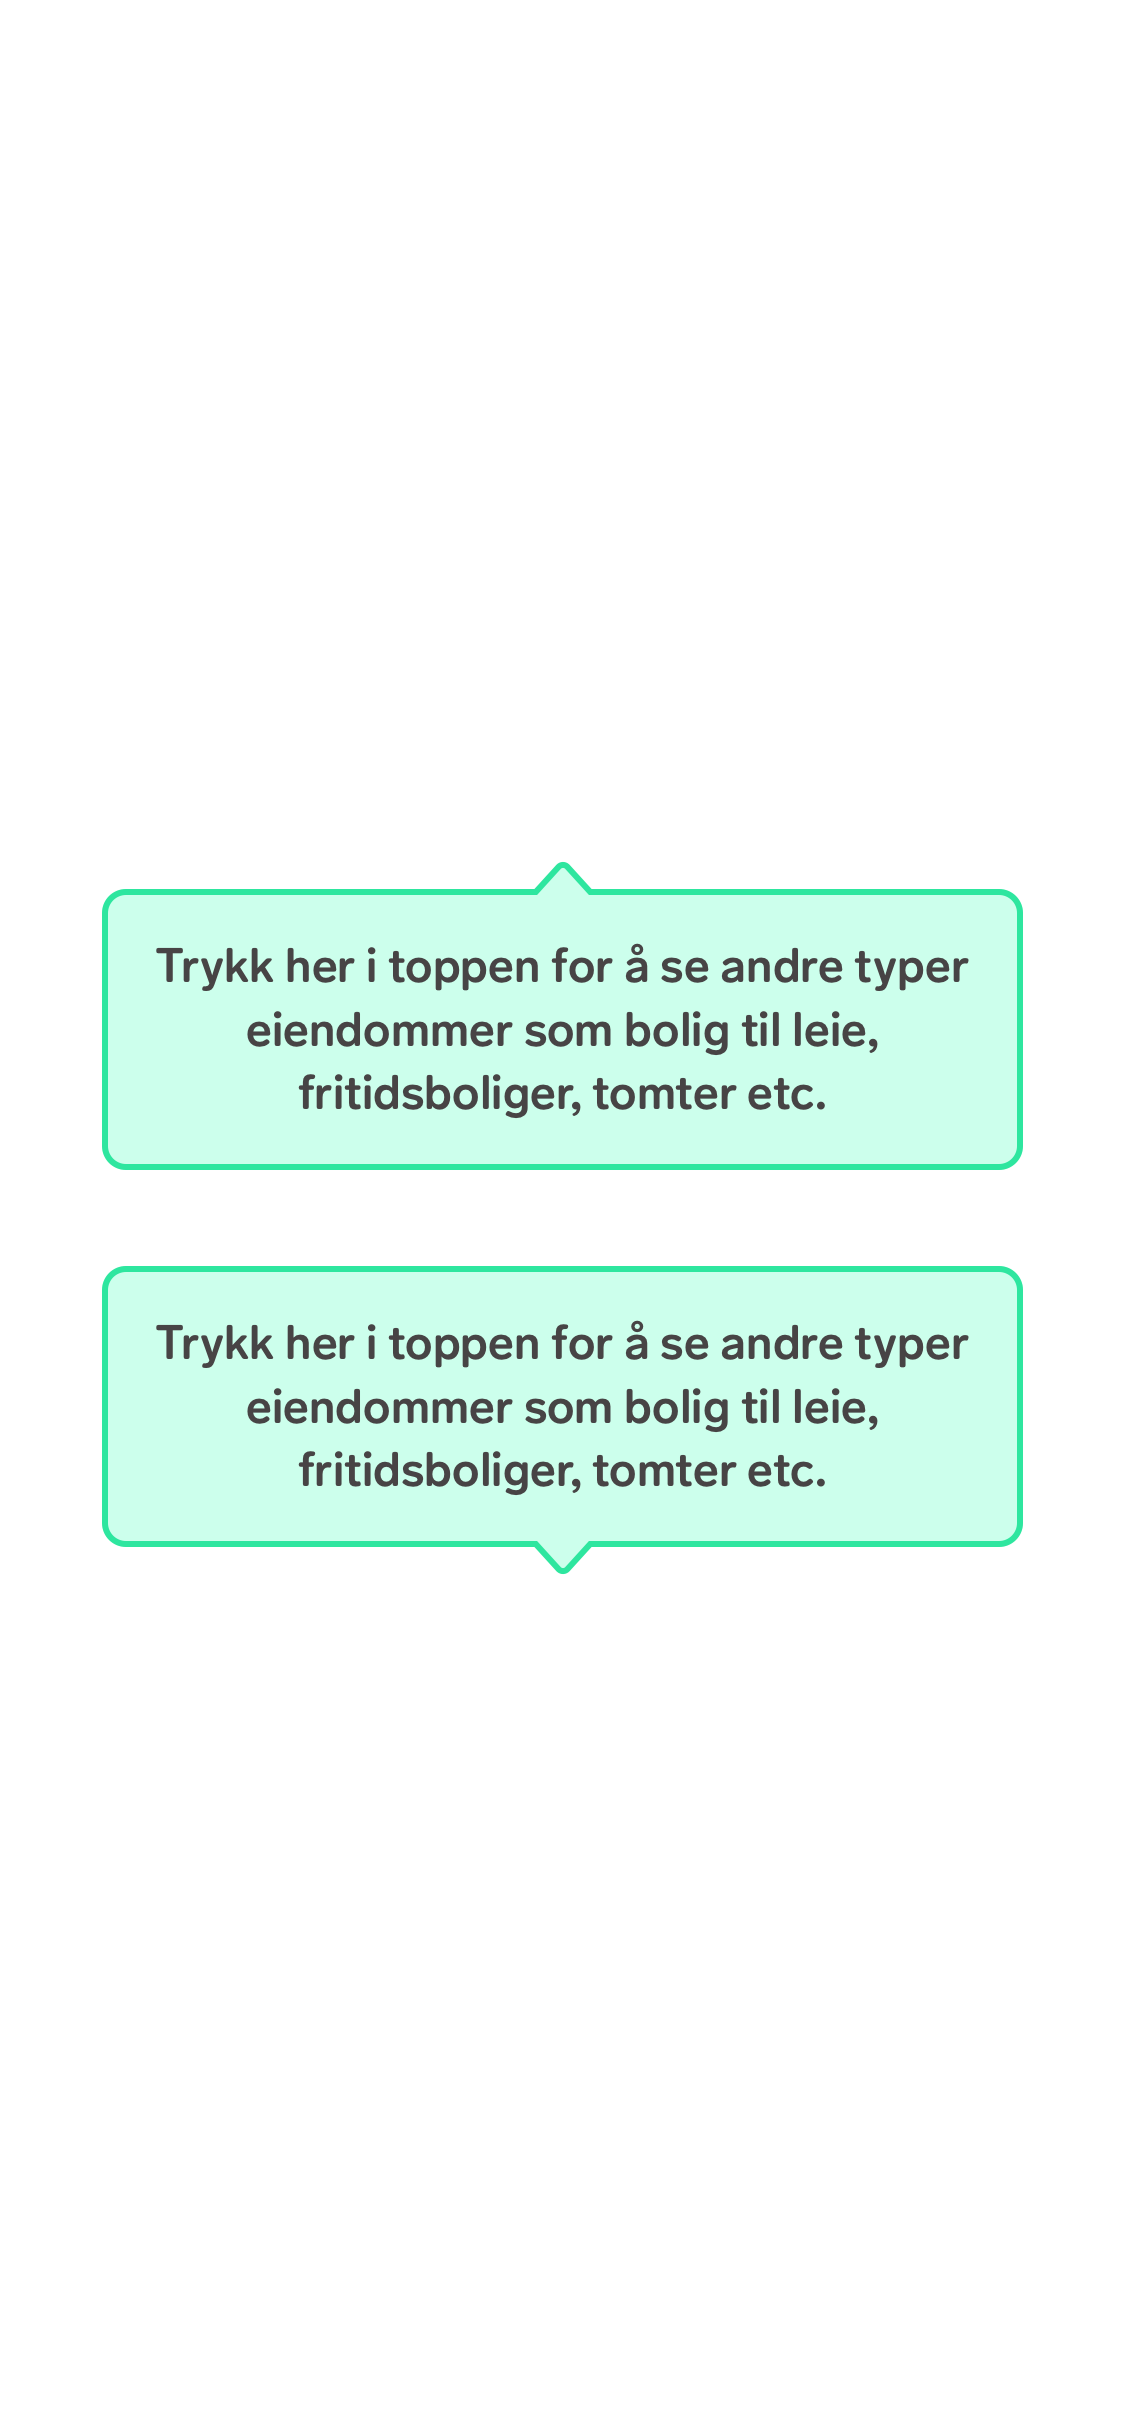 Trykk her i toppen for å se andre typer
eiendommer som bolig til leie,
fritidsboliger, tomter etc.
Trykk her i toppen for å se andre typer
eiendommer som bolig til leie,
fritidsboliger, tomter etc.